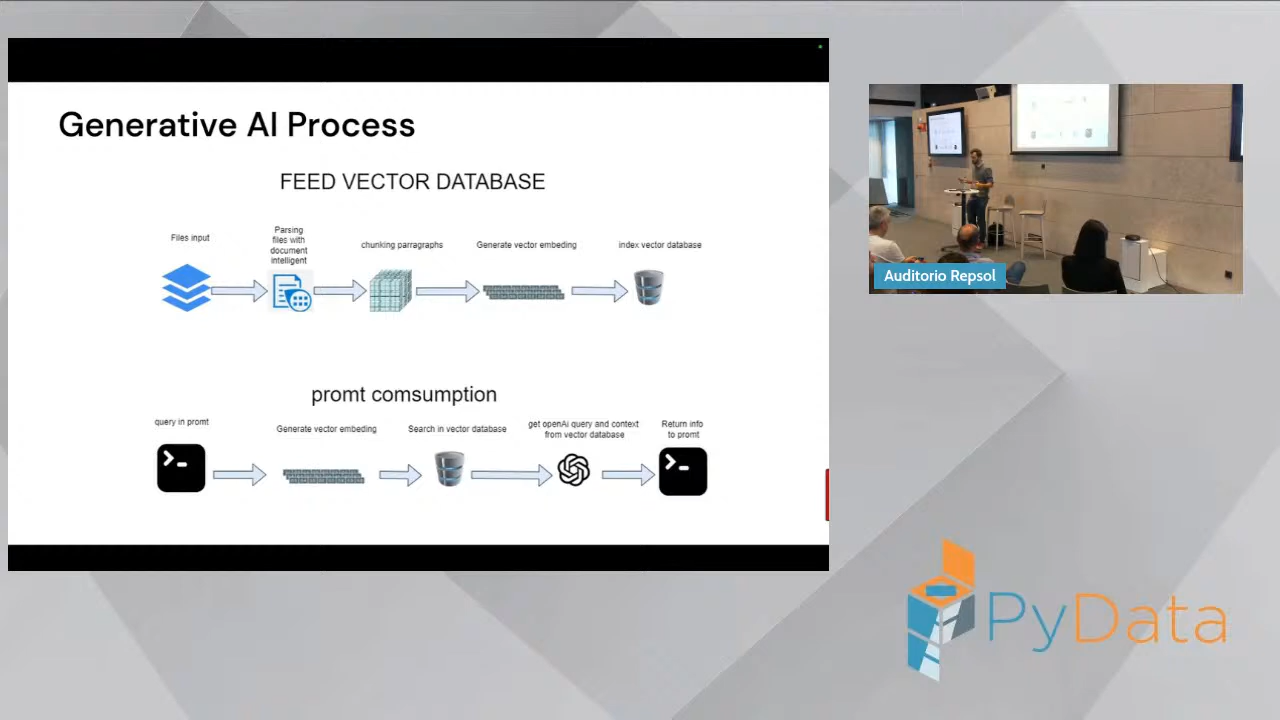 Generative AI Process
FEED VECTOR DATABASE
Files input
Parsing
files with
document
intelligent
chunking parragraphs
Generate vector embeding
index vector database
promt comsumption
query in promt
Generate vector embeding
Search in vector database
get openAi query and context
from vector database
Return info
to promt
Auditorio Repsol
PyData